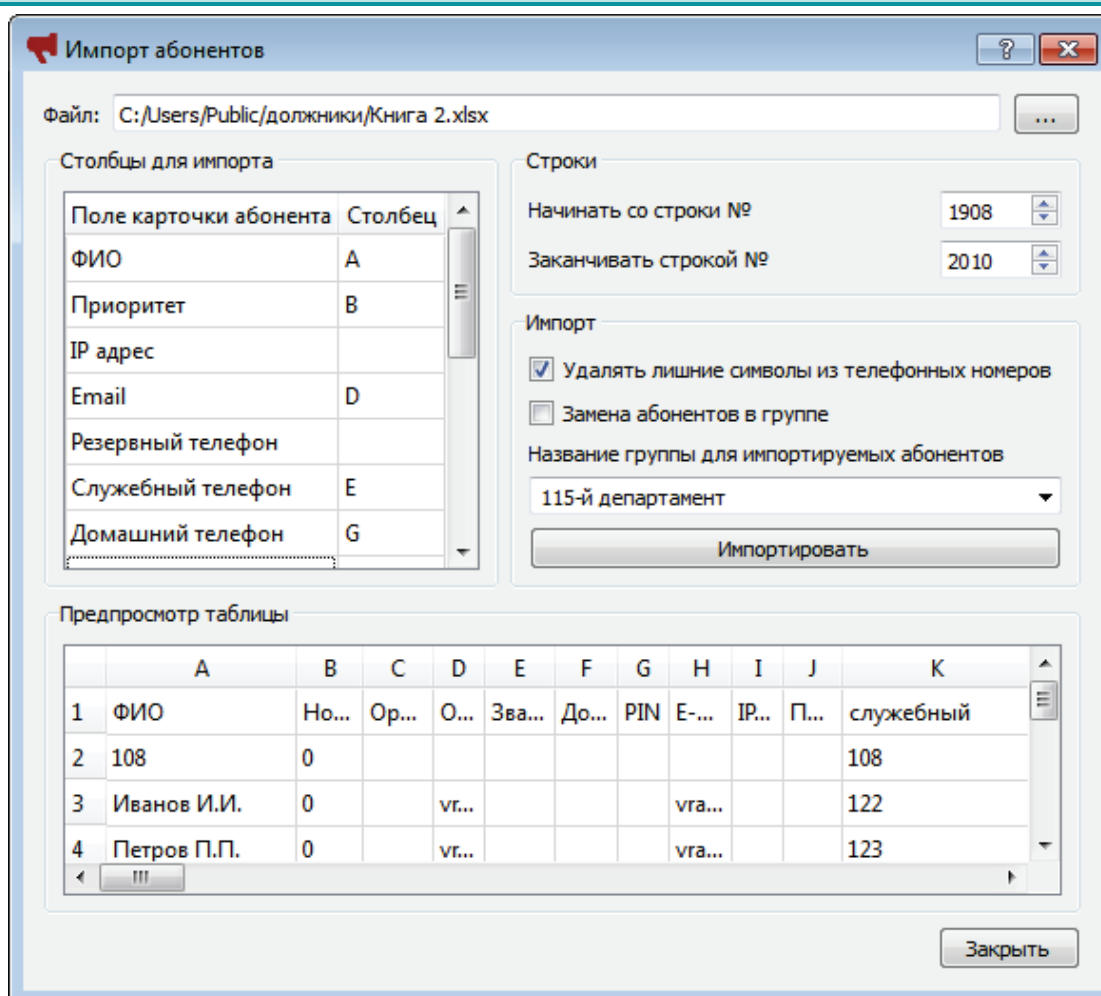 Импорт абонентов
Файл: C:/Users/Public/должники/Книга 2.xlsx ...
Столбцы для импорта
Поле карточки абонента Столбец
ФИО A
Приоритет B
IP адрес
Email D
Резервный телефон
Служебный телефон E
Домашний телефон G
Строки
Начинать со строки № 1908
Заканчивать строкой № 2010
Импорт
Удалять лишние символы из телефонных номеров
Замена абонентов в группе
Название группы для импортируемых абонентов
115-й департамент
Импортировать
Предпросмотр таблицы
A B C D E F G H I J K
1 ФИО Но... Ор... О... Зва... До... PIN E-... IP... П... служебный
2 108 0 108
3 Иванов И.И. 0 vr... vra... 122
4 Петров П.П. 0 vr... vra... 123
Закрыть